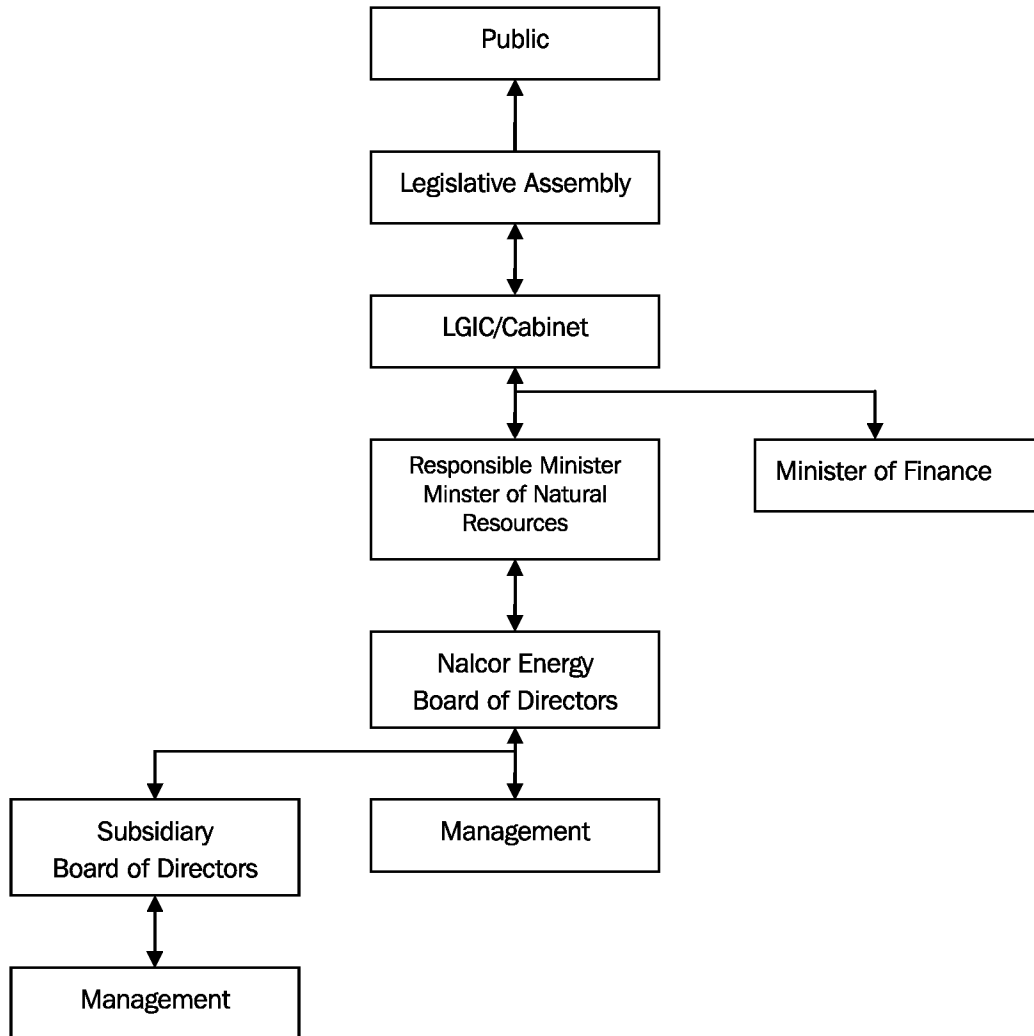 Public
Legislative Assembly
LGIC/Cabinet
Responsible Minister
Minster of Natural
Resources
Minister of Finance
Nalcor Energy
Board of Directors
Subsidiary
Board of Directors
Management
Management